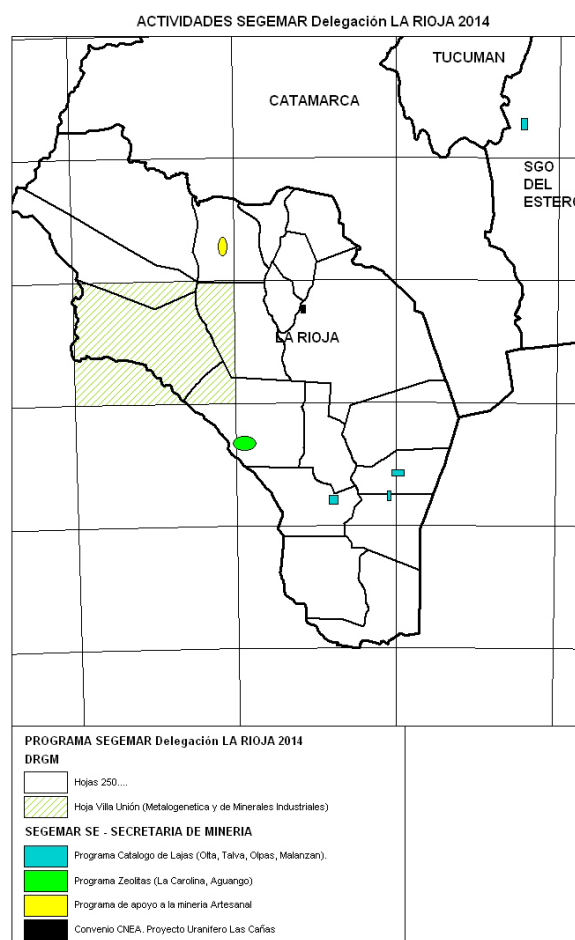 ACTIVIDADES SEGEMAR Delegación LA RIOJA 2014
TUCUMAN
CATAMARCA
SGO
DEL
ESTERO
LA RIOJA
PROGRAMA SEGEMAR Delegación LA RIOJA 2014
DRGM
Hojas 250....
Hoja Villa Unión (Metalogenetica y de Minerales Industriales)
SEGEMAR SE - SECRETARIA DE MINERIA
Programa Catalogo de Lajas (Olta, Talva, Olpas, Malanzan).
Programa Zeolitas (La Carolina, Aguango)
Programa de apoyo a la mineria Artesanal
Convenio CNEA. Proyecto Uranifero Las Cañas